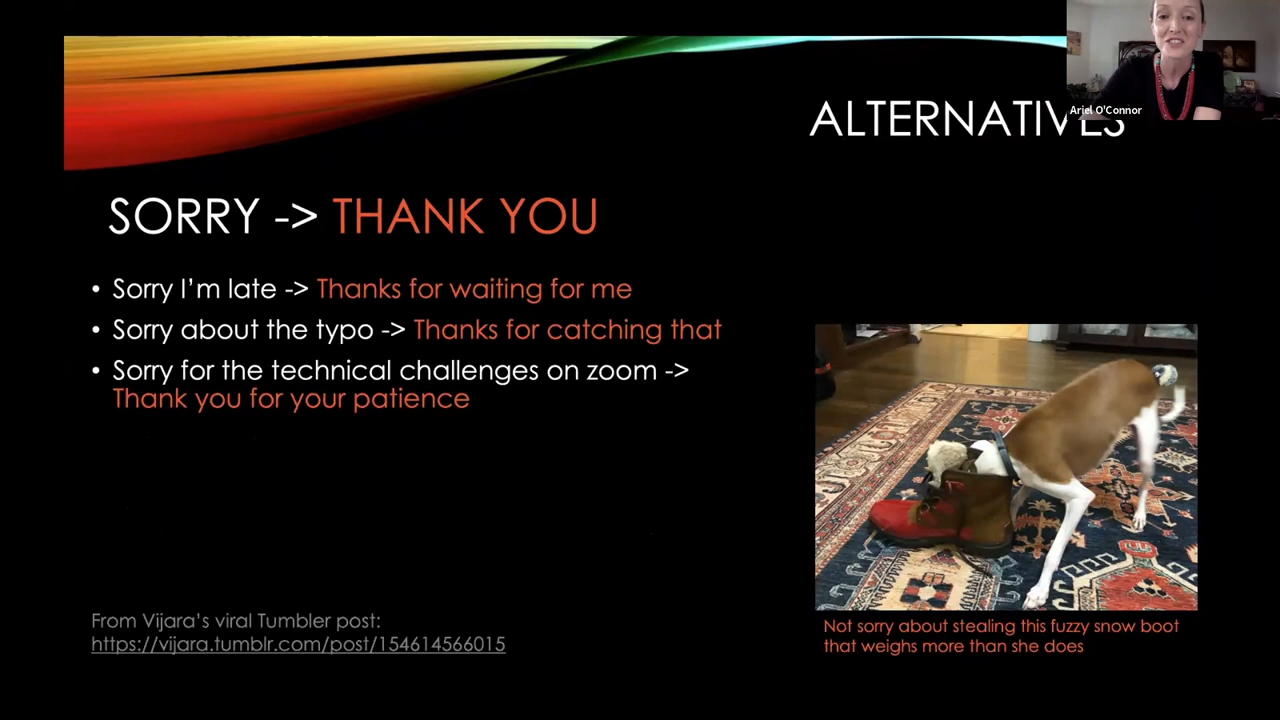 Ariel O'Connor
ALTERNATIVES
SORRY -> THANK YOU
• Sorry I'm late -> Thanks for waiting for me
• Sorry about the typo -> Thanks for catching that
• Sorry for the technical challenges on zoom ->
Thank you for your patience
From Vijara's viral Tumbler post:
https://vijara.tumblr.com/post/154614566015
Not sorry about stealing this fuzzy snow boot
that weighs more than she does